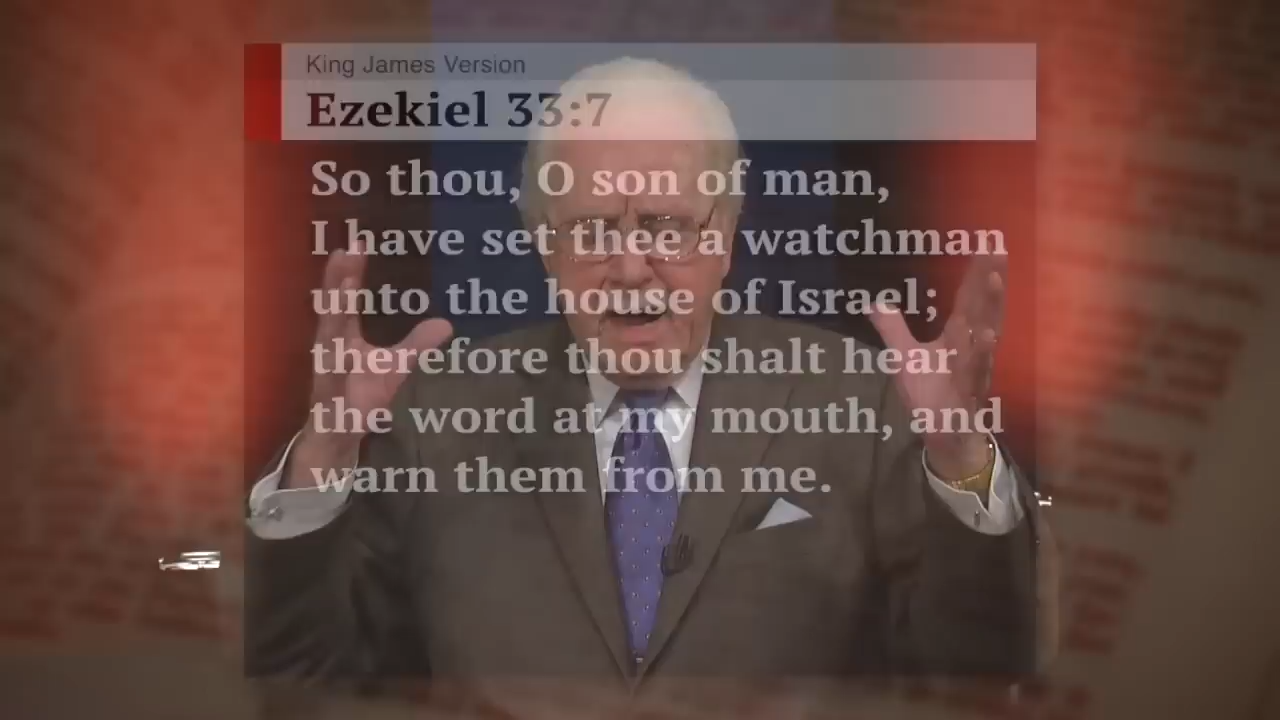 King James Version
Ezekiel 33:7
So thou, O son of man,
I have set thee a watchman
unto the house of Israel;
therefore thou shalt hear
the word at my mouth, and
warn them from me.